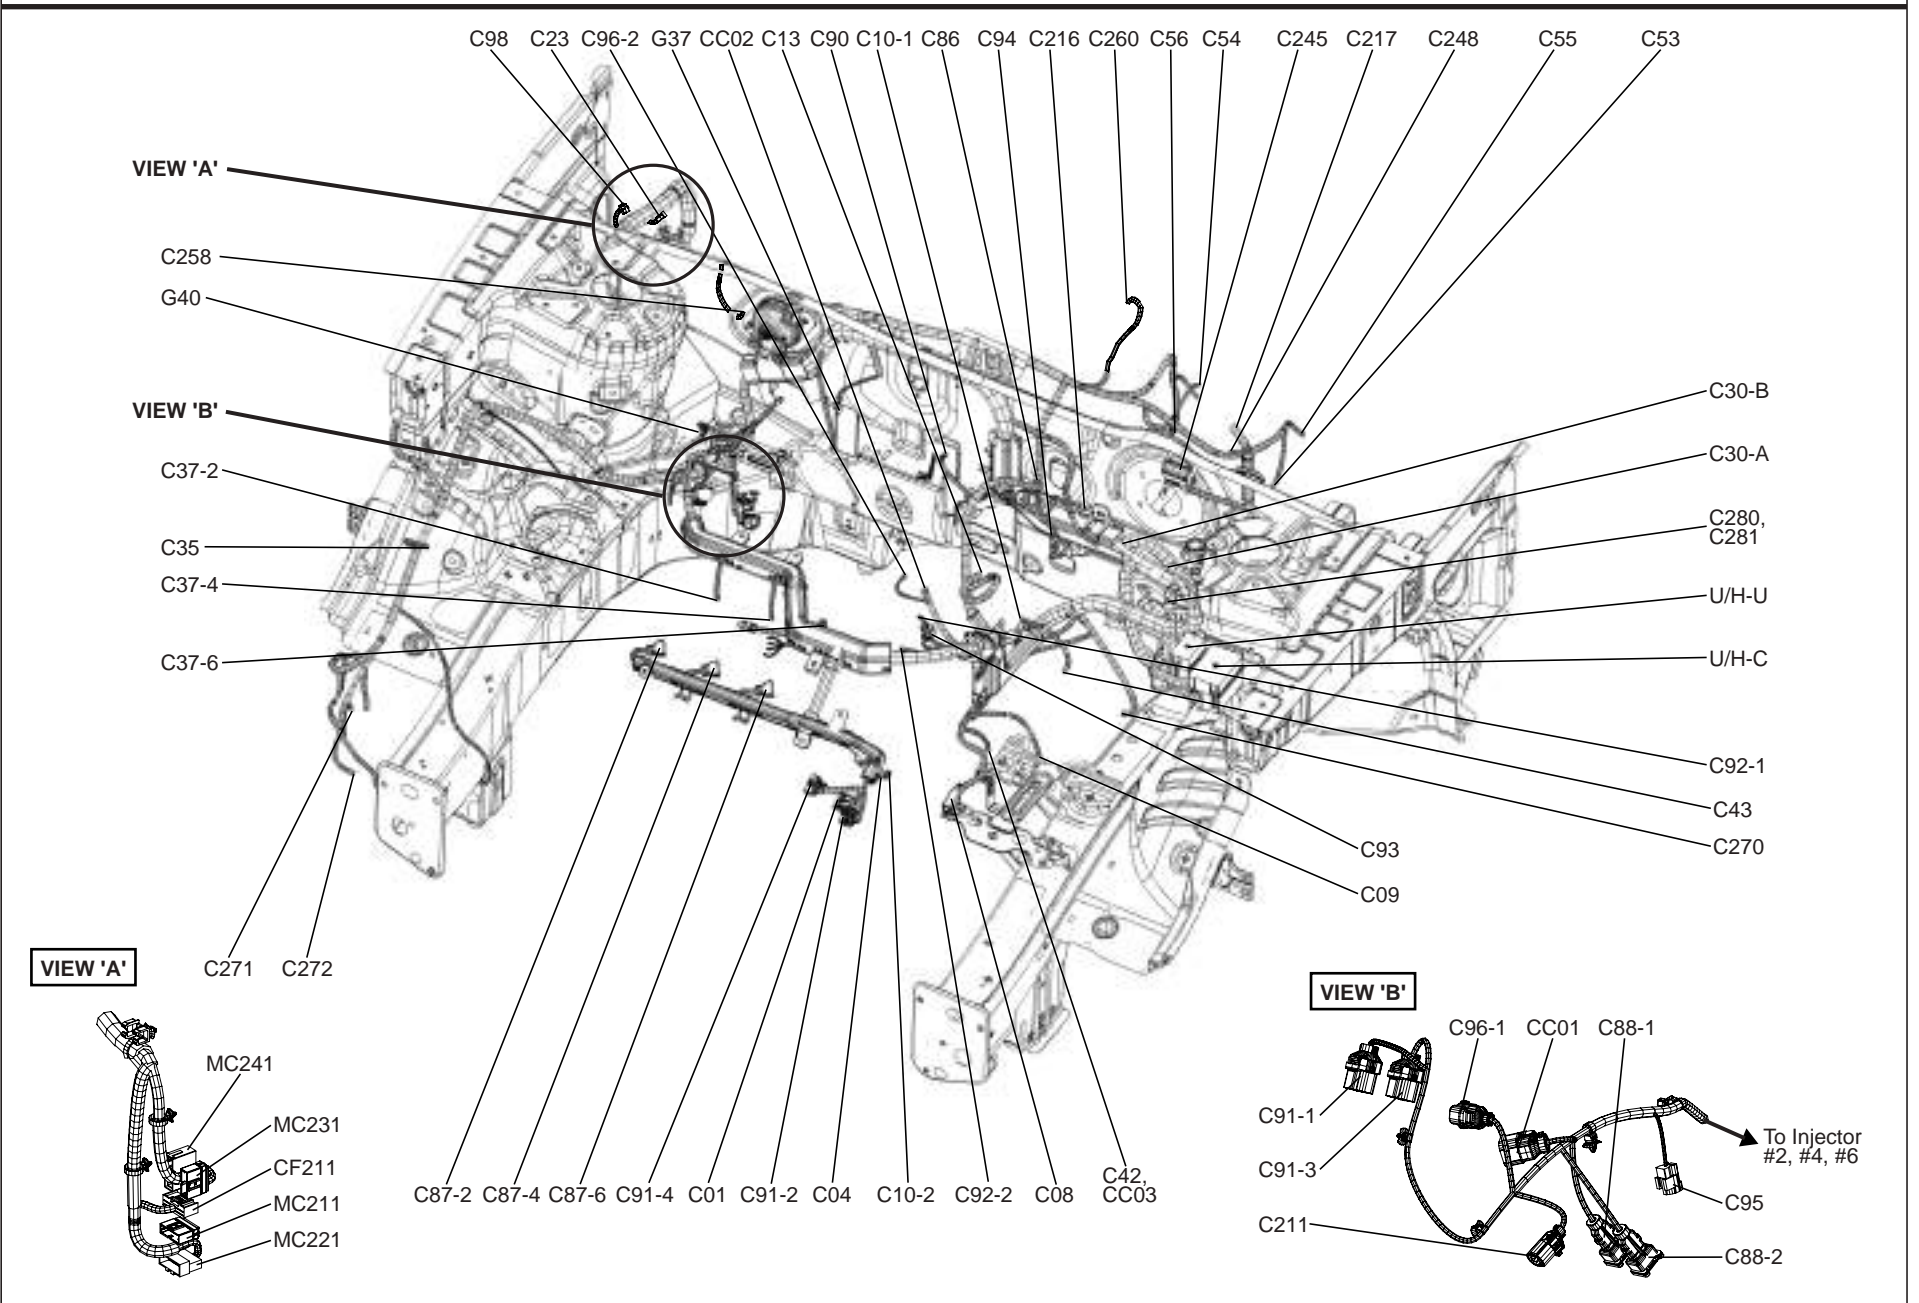 C98 C23 C96-2 G37 CC02 C13 C90 C10-1 C86 C94 C216 C260 C56 C54 C245 C217 C248 C55 C53
VIEW 'A'
C258
G40
VIEW 'B'
C37-2
C35
C37-4
C37-6
C30-B
C30-A
C280,
C281
U/H-U
U/H-C
C92-1
C43
C270
C93
C09
C271 C272
C87-2 C87-4 C87-6 C91-4 C01 C91-2 C04 C10-2 C92-2 C08 C42,
CC03
VIEW 'A'
MC241
MC231
CF211
MC211
MC221
VIEW 'B'
C96-1 CC01 C88-1
C91-1
C91-3
C211
To Injector
#2, #4, #6
C95
C88-2